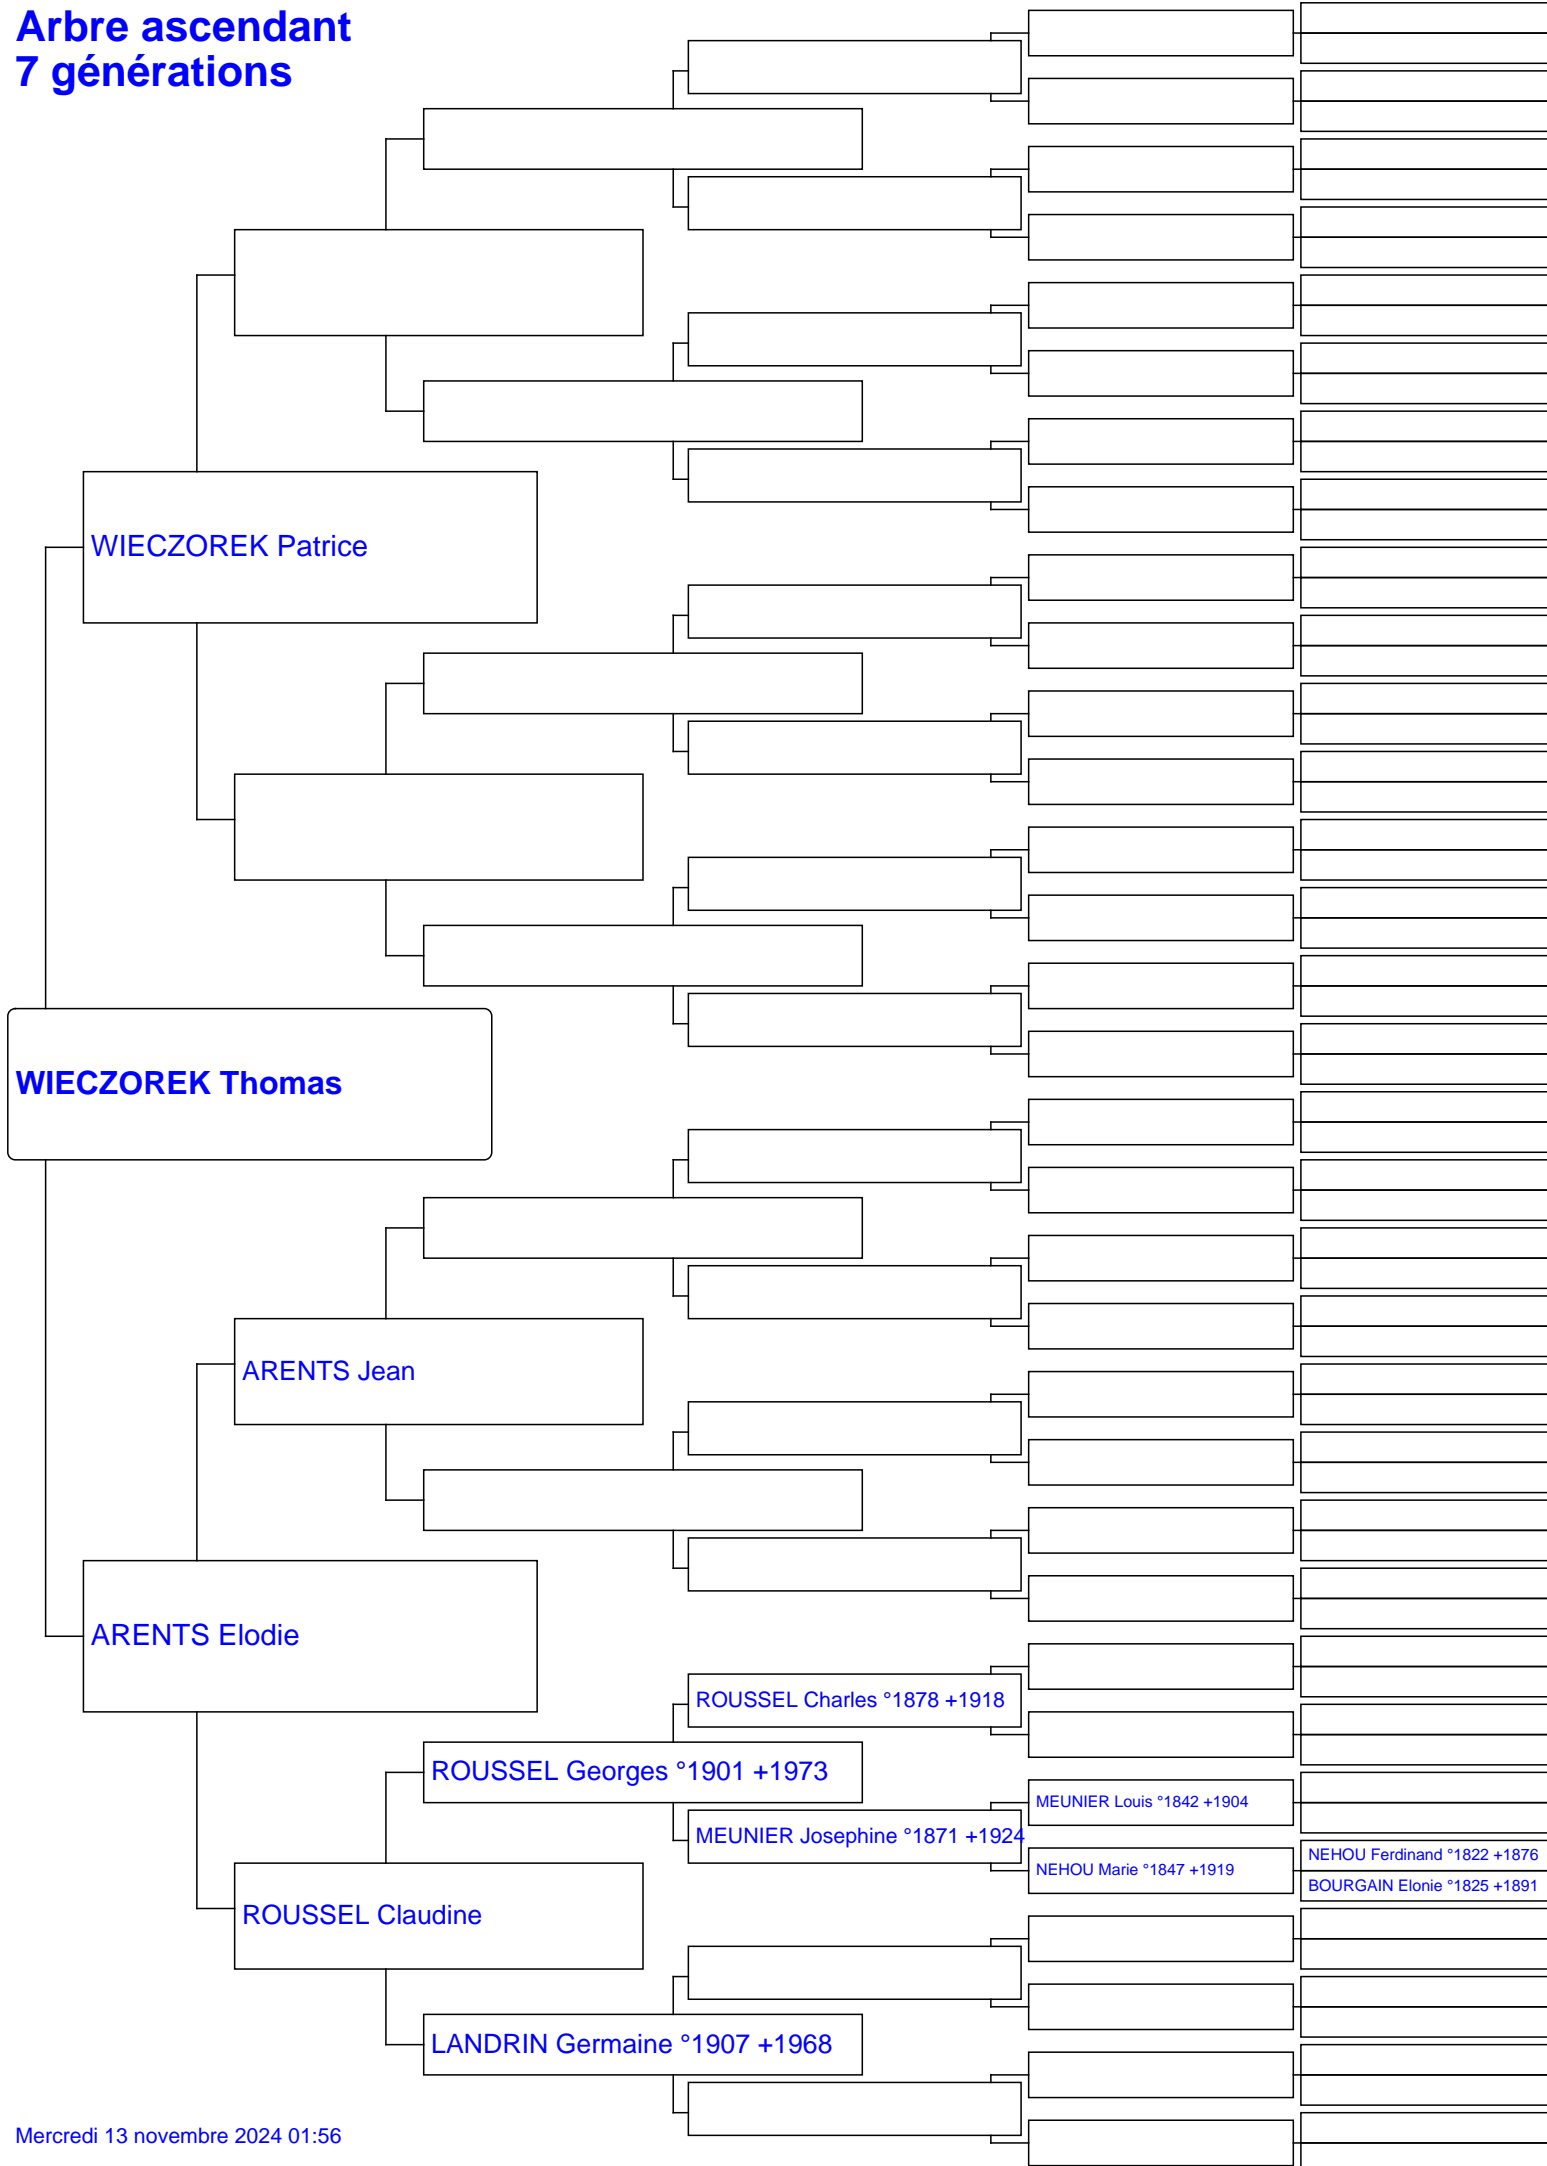 Arbre ascendant
7 générations
WIECZOREK Patrice
WIECZOREK Thomas
ARENTS Jean
ARENTS Elodie
ROUSSEL Charles °1878 +1918
ROUSSEL Georges °1901 +1973
MEUNIER Louis °1842 +1904
MEUNIER Josephine °1871 +1924
NEHOU Ferdinand °1822 +1876
NEHOU Marie °1847 +1919
BOURGAIN Elonie °1825 +1891
ROUSSEL Claudine
LANDRIN Germaine °1907 +1968
Mercredi 13 novembre 2024 01:56